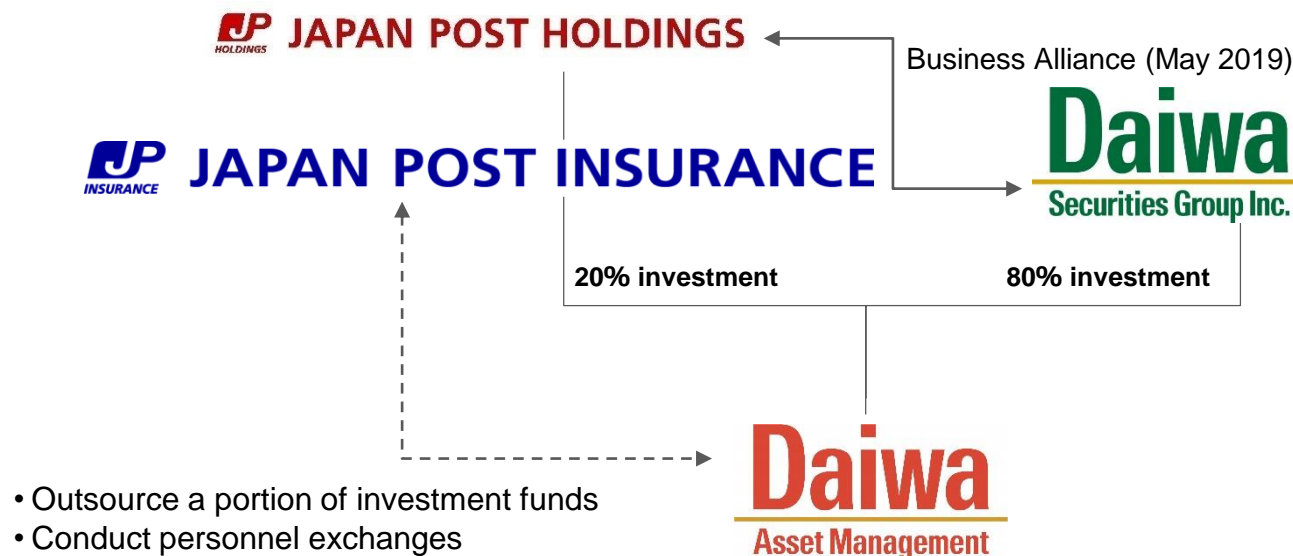 JP HOLDINGS JAPAN POST HOLDINGS
Business Alliance (May 2019)
Daiwa
Securities Group Inc.
JP INSURANCE JAPAN POST INSURANCE
20% investment
80% investment
Daiwa
Asset Management
• Outsource a portion of investment funds
• Conduct personnel exchanges